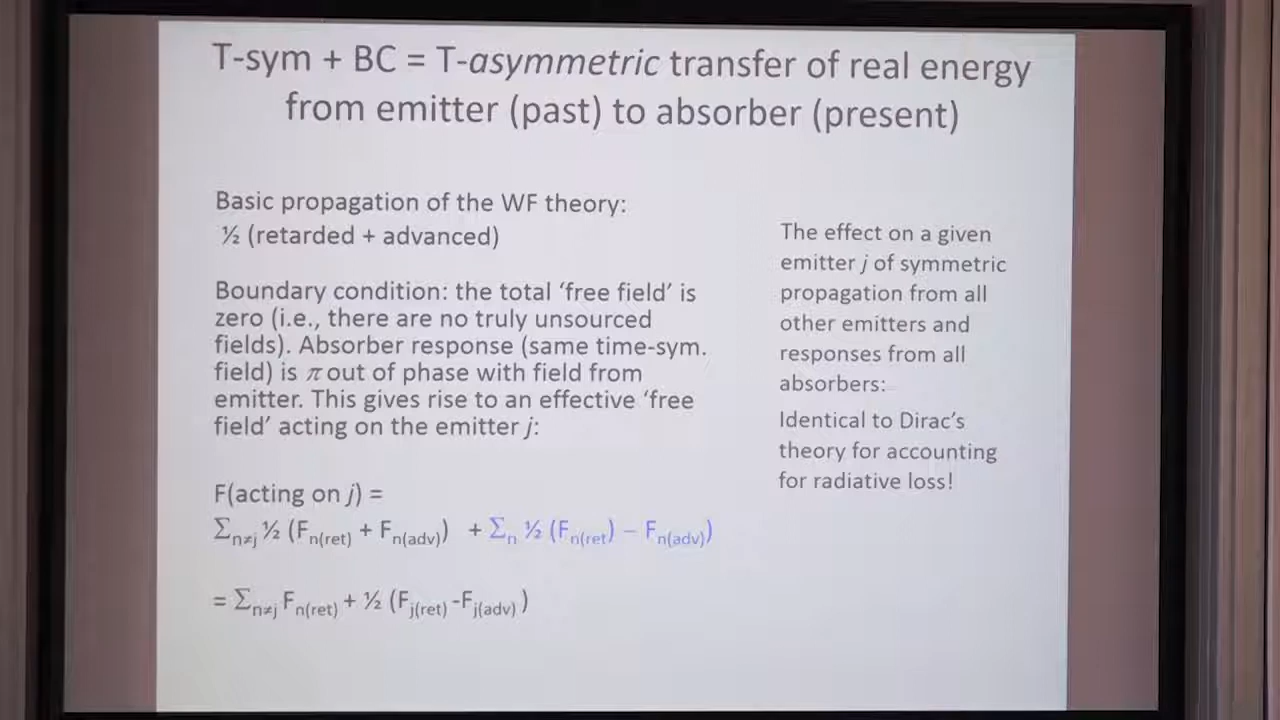 T-sym + BC = T-asymmetric transfer of real energy
from emitter (past) to absorber (present)
Basic propagation of the WF theory:
½ (retarded + advanced)
Boundary condition: the total ‘free field’ is
zero (i.e., there are no truly unsourced
fields). Absorber response (same time-sym.
field) is π out of phase with field from
emitter. This gives rise to an effective ‘free
field’ acting on the emitter j:
F(acting on j) =
Σn≠j ½ (Fn(ret) + Fn(adv)) + Σn ½ (Fn(ret) – Fn(adv))
= Σn≠j Fn(ret) + ½ (Fj(ret) -Fj(adv) )
The effect on a given
emitter j of symmetric
propagation from all
other emitters and
responses from all
absorbers:
Identical to Dirac’s
theory for accounting
for radiative loss!